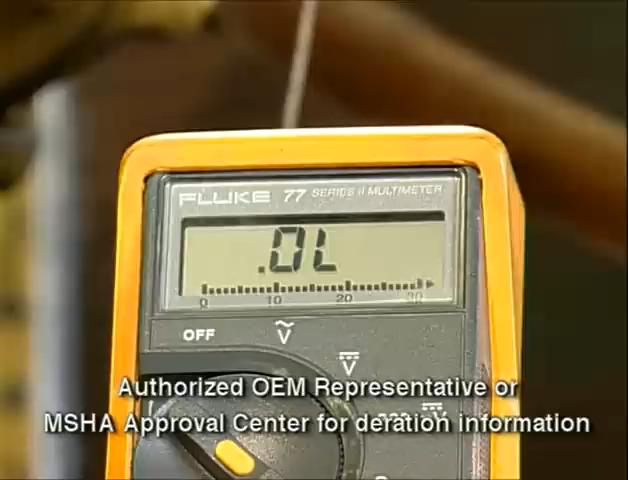 FLUKE 77 SERIES II MULTIMETER
.OL
0 10 20 30
OFF
V
V
Authorized OEM Representative or
MSHA Approval Center for deration information